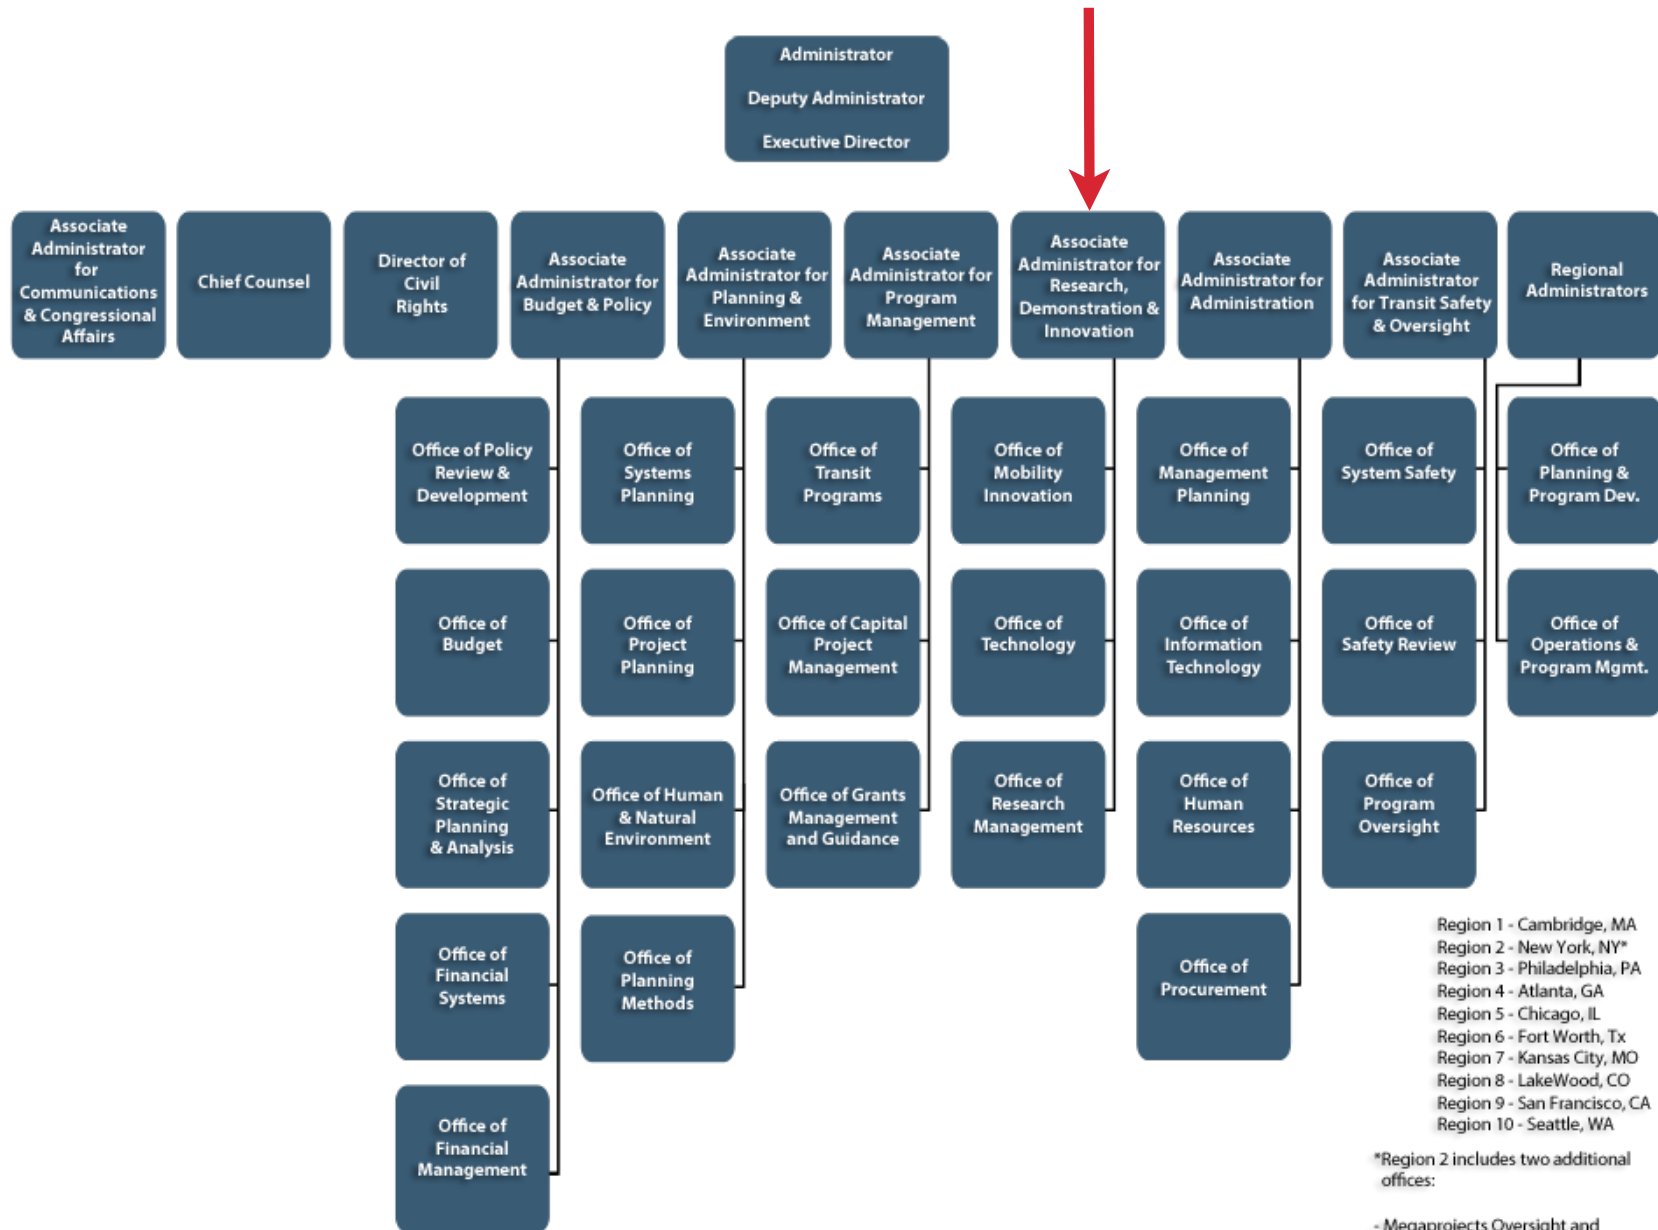 Administrator
Deputy Administrator
Executive Director
Associate
Administrator
for
Communications
& Congressional
Affairs
Chief Counsel
Director of
Civil
Rights
Associate
Administrator for
Budget & Policy
Associate
Administrator for
Planning &
Environment
Associate
Administrator for
Program
Management
Associate
Administrator for
Research,
Demonstration &
Innovation
Associate
Administrator for
Administration
Associate
Administrator
for Transit Safety
& Oversight
Regional
Administrators
Office of Policy
Review &
Development
Office of
Systems
Planning
Office of
Transit
Programs
Office of
Mobility
Innovation
Office of
Management
Planning
Office of
System Safety
Office of
Planning &
Program Dev.
Office of
Budget
Office of
Project
Planning
Office of Capital
Project
Management
Office of
Technology
Office of
Information
Technology
Office of
Safety Review
Office of
Operations &
Program Mgmt.
Office of
Strategic
Planning
& Analysis
Office of Human
& Natural
Environment
Office of Grants
Management
and Guidance
Office of
Research
Management
Office of
Human
Resources
Office of
Program
Oversight
Office of
Financial
Systems
Office of
Planning
Methods
Office of
Procurement
Office of
Financial
Management
Region 1 - Cambridge, MA
Region 2 - New York, NY*
Region 3 - Philadelphia, PA
Region 4 - Atlanta, GA
Region 5 - Chicago, IL
Region 6 - Fort Worth, Tx
Region 7 - Kansas City, MO
Region 8 - LakeWood, CO
Region 9 - San Francisco, CA
Region 10 - Seattle, WA
*Region 2 includes two additional
offices:
- Megaprojects Oversight and